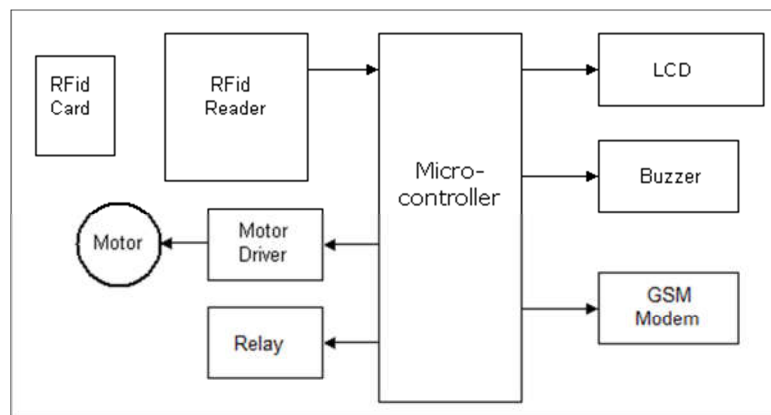 RFid
Card
RFid
Reader
Micro-
controller
LCD
Buzzer
Motor
Motor
Driver
GSM
Modem
Relay